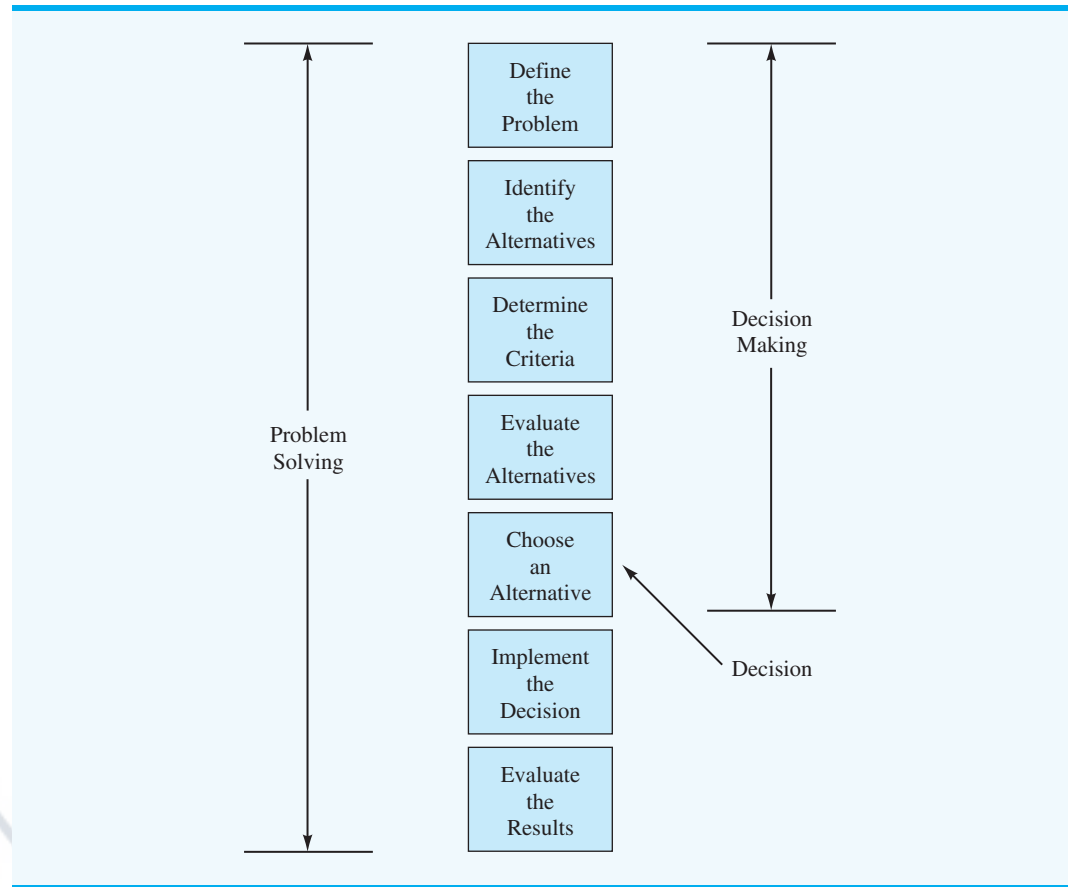 Define
the
Problem
Identify
the
Alternatives
Determine
the
Criteria
Decision
Making
Evaluate
the
Alternatives
Problem
Solving
Choose
an
Alternative
Implement
the
Decision
Decision
Evaluate
the
Results